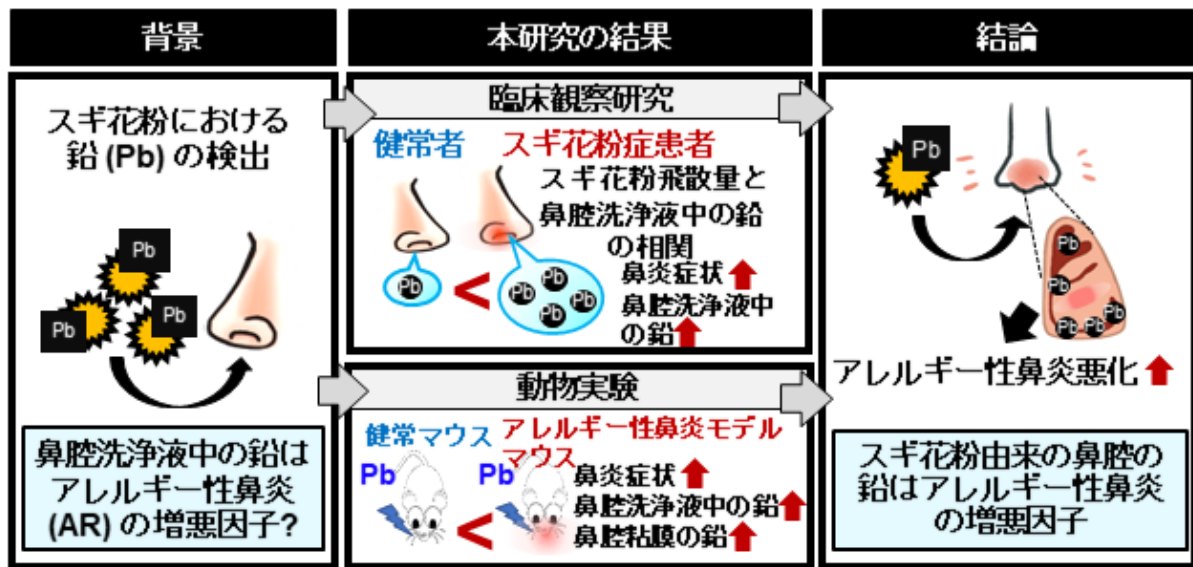 背景
スギ花粉における
鉛 (Pb) の検出
Pb
Pb
Pb
鼻腔洗浄液中の鉛は
アレルギー性鼻炎
(AR) の増悪因子?
本研究の結果
臨床観察研究
健常者
スギ花粉症患者
スギ花粉飛散量と
鼻腔洗浄液中の鉛
の相関
鼻炎症状
鼻腔洗浄液中
の鉛
Pb
<
Pb
Pb
Pb
Pb
動物実験
健常マウス
アレルギー性鼻炎モデル
マウス
Pb
<
Pb
鼻炎症状
鼻腔洗浄液中の鉛
鼻腔粘膜の鉛
結論
Pb
Pb
Pb
Pb
Pb
Pb
アレルギー性鼻炎悪化
スギ花粉由来の鼻腔の
鉛はアレルギー性鼻炎
の増悪因子